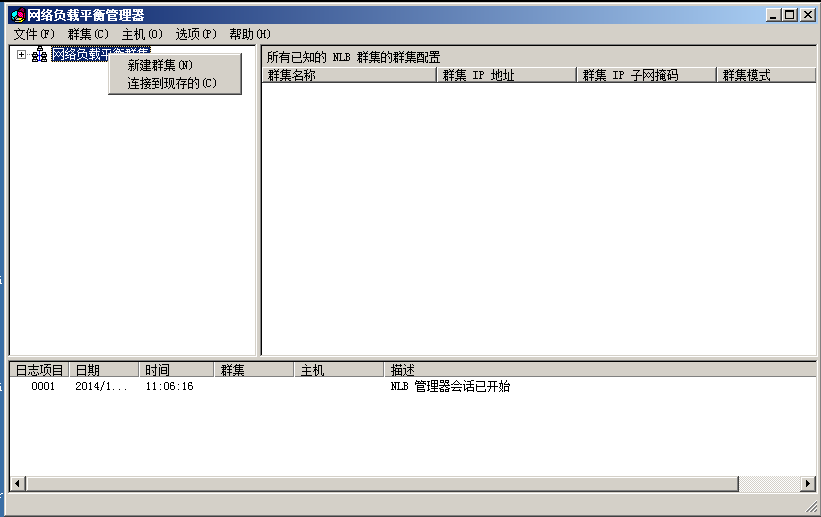 网络负载平衡管理器
文件(F) 群集(C) 主机(O) 选项(P) 帮助(H)
网络负载平衡群集
新建群集(N)
连接到现存的(C)
所有已知的 NLB 群集的群集配置
群集名称 群集 IP 地址 群集 IP 子网掩码 群集模式
日志项目 日期 时间 群集 主机 描述
0001 2014/1... 11:06:16 NLB 管理器会话已开始